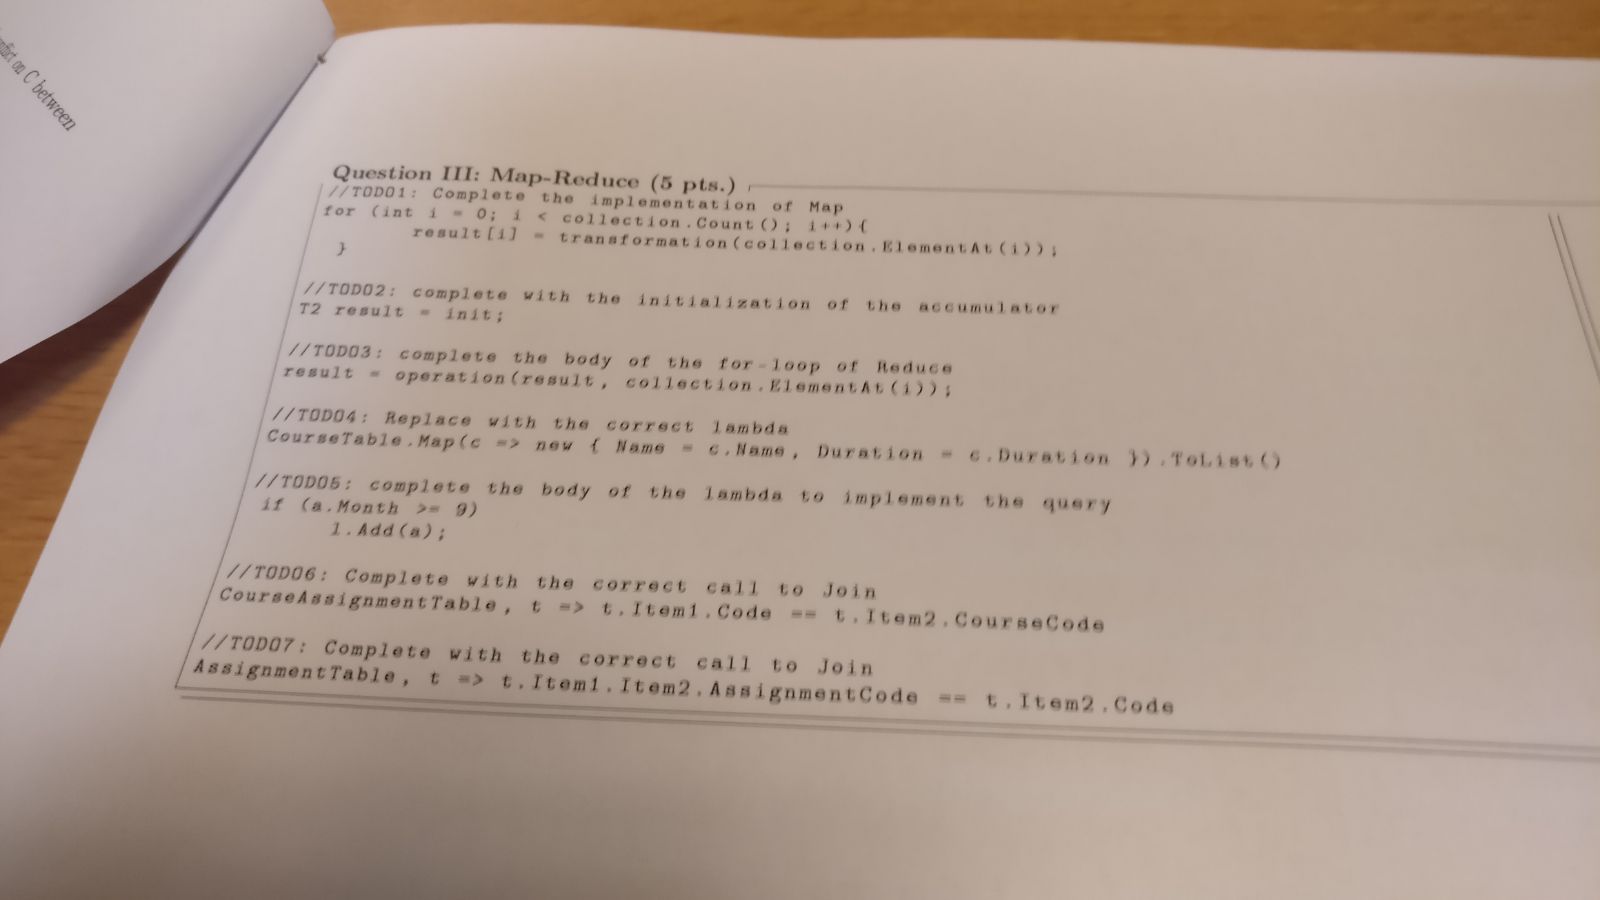 on C between
Question III: Map-Reduce (5 pts.)
//TODO1: Complete the implementation of Map
for (int i = 0; i < collection.Count(); i++){
result[i] = transformation(collection.ElementAt(i));
}
//TODO2: complete with the initialization of the accumulator
T2 result = init;
//TODO3: complete the body of the for-loop of Reduce
result = operation(result, collection.ElementAt(i));
//TODO4: Replace with the correct lambda
CourseTable.Map(c => new { Name = c.Name, Duration = c.Duration }).ToList()
//TODO5: complete the body of the lambda to implement the query
if (a.Month >= 9)
l.Add(a);
//TODO6: Complete with the correct call to Join
CourseAssignmentTable, t => t.Item1.Code == t.Item2.CourseCode
//TODO7: Complete with the correct call to Join
AssignmentTable, t => t.Item1.Item2.AssignmentCode == t.Item2.Code